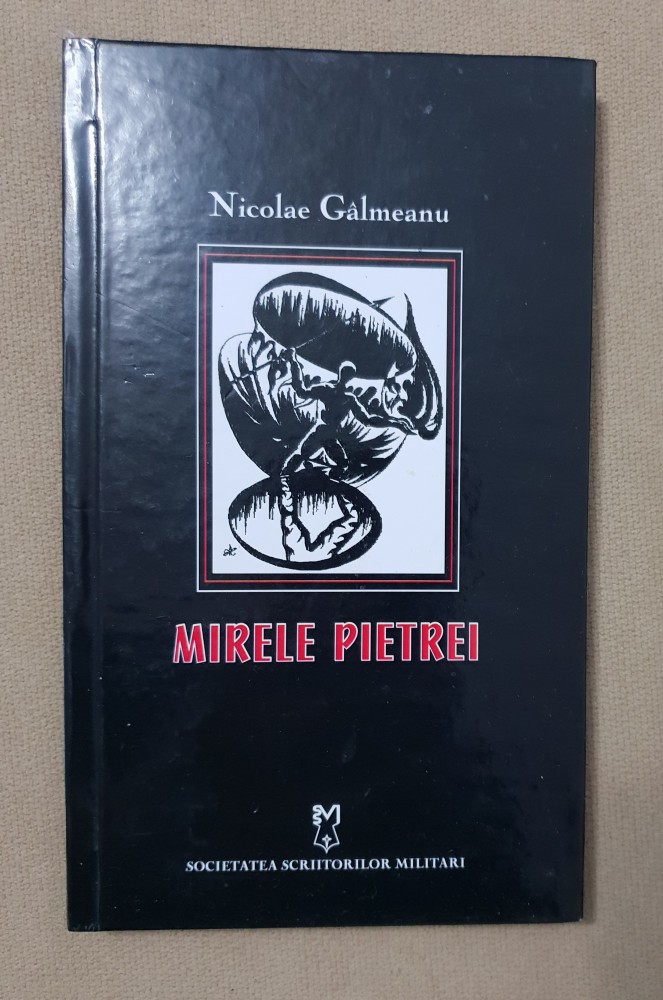 Nicolae Gâlmeanu
MIRELE PIETREI
SOCIETATEA SCRIITORILOR MILITARI